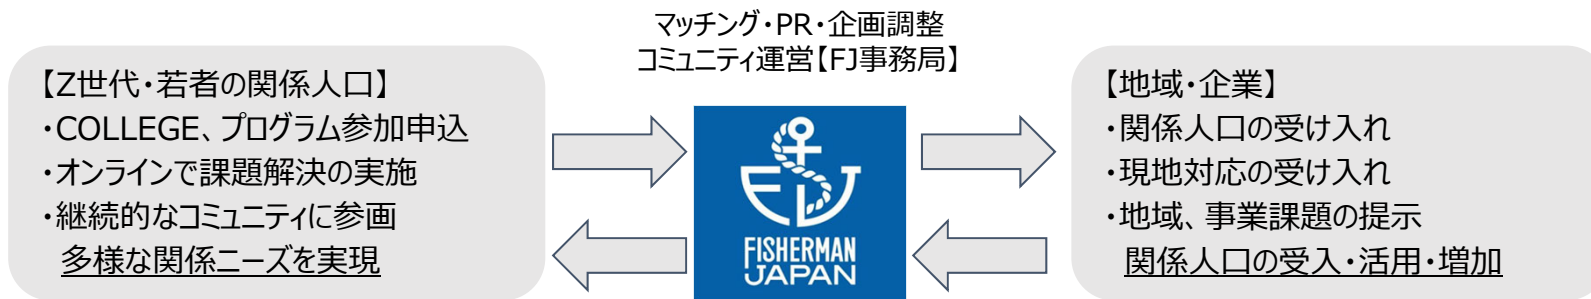 マッチング・PR・企画調整
コミュニティ運営【FJ事務局】
【Z世代・若者の関係人口】
・COLLEGE、プログラム参加申込
・オンラインで課題解決の実施
・継続的なコミュニティに参画
多様な関係ニーズを実現
FJ
FISHERMAN
JAPAN
【地域・企業】
・関係人口の受け入れ
・現地対応の受け入れ
・地域、事業課題の提示
関係人口の受入・活用・増加